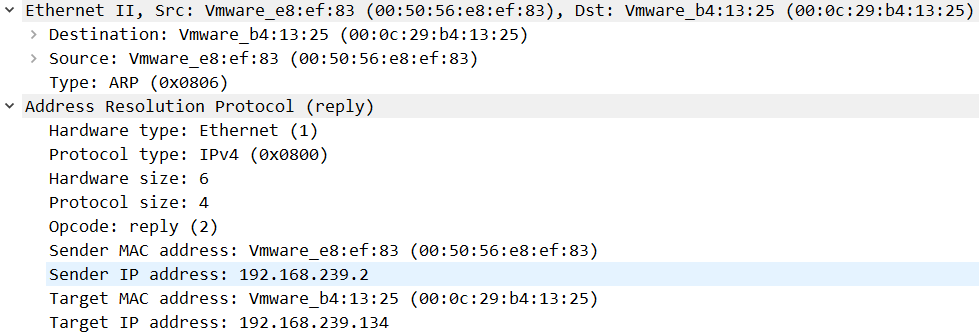 Ethernet II, Src: Vmware_e8:ef:83 (00:50:56:e8:ef:83), Dst: Vmware_b4:13:25 (00:0c:29:b4:13:25)
Destination: Vmware_b4:13:25 (00:0c:29:b4:13:25)
Source: Vmware_e8:ef:83 (00:50:56:e8:ef:83)
Type: ARP (0x0806)
Address Resolution Protocol (reply)
Hardware type: Ethernet (1)
Protocol type: IPv4 (0x0800)
Hardware size: 6
Protocol size: 4
Opcode: reply (2)
Sender MAC address: Vmware_e8:ef:83 (00:50:56:e8:ef:83)
Sender IP address: 192.168.239.2
Target MAC address: Vmware_b4:13:25 (00:0c:29:b4:13:25)
Target IP address: 192.168.239.134